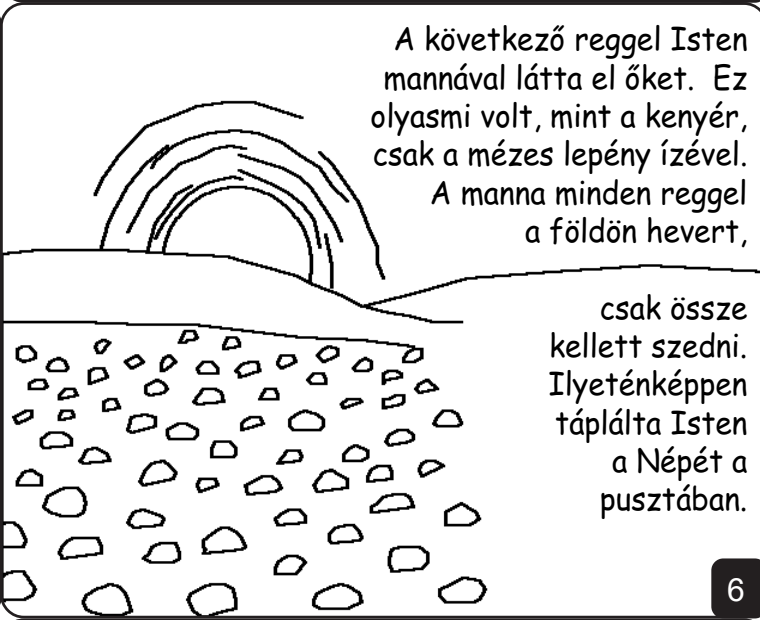 A következő reggel Isten
mannával látta el őket. Ez
olyasmi volt, mint a kenyér,
csak a mézes lepény ízével.
A manna minden reggel
a földön hevert,
csak össze
kellett szedni.
Ilyeténképpen
táplálta Isten
a Népét a
pusztában.
6